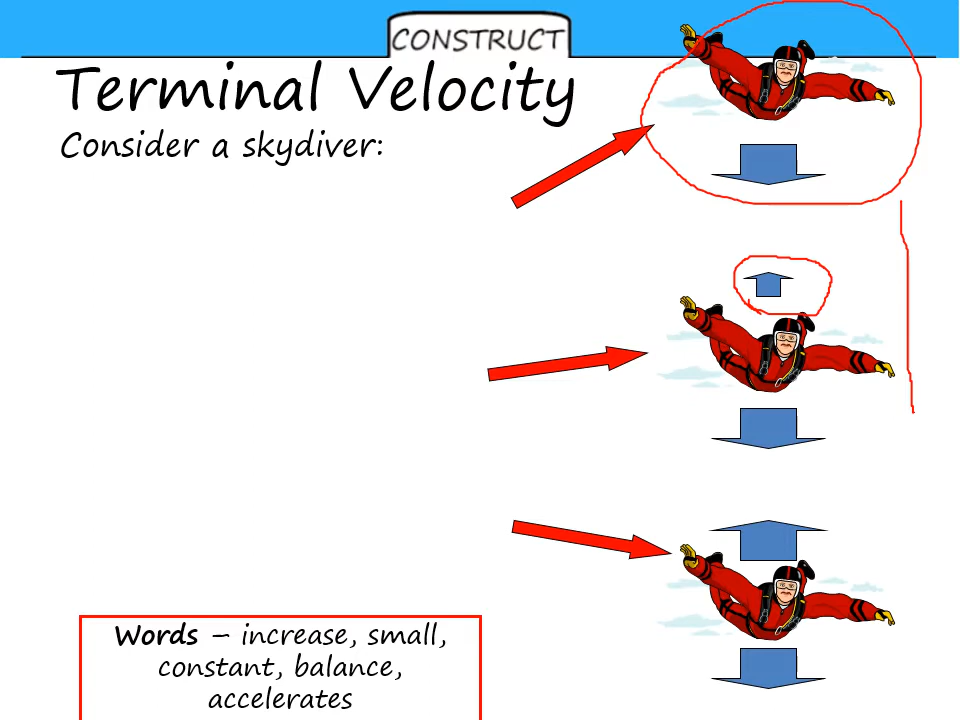 CONSTRUCT
Terminal Velocity
Consider a skydiver:
Words – increase, small,
constant, balance,
accelerates